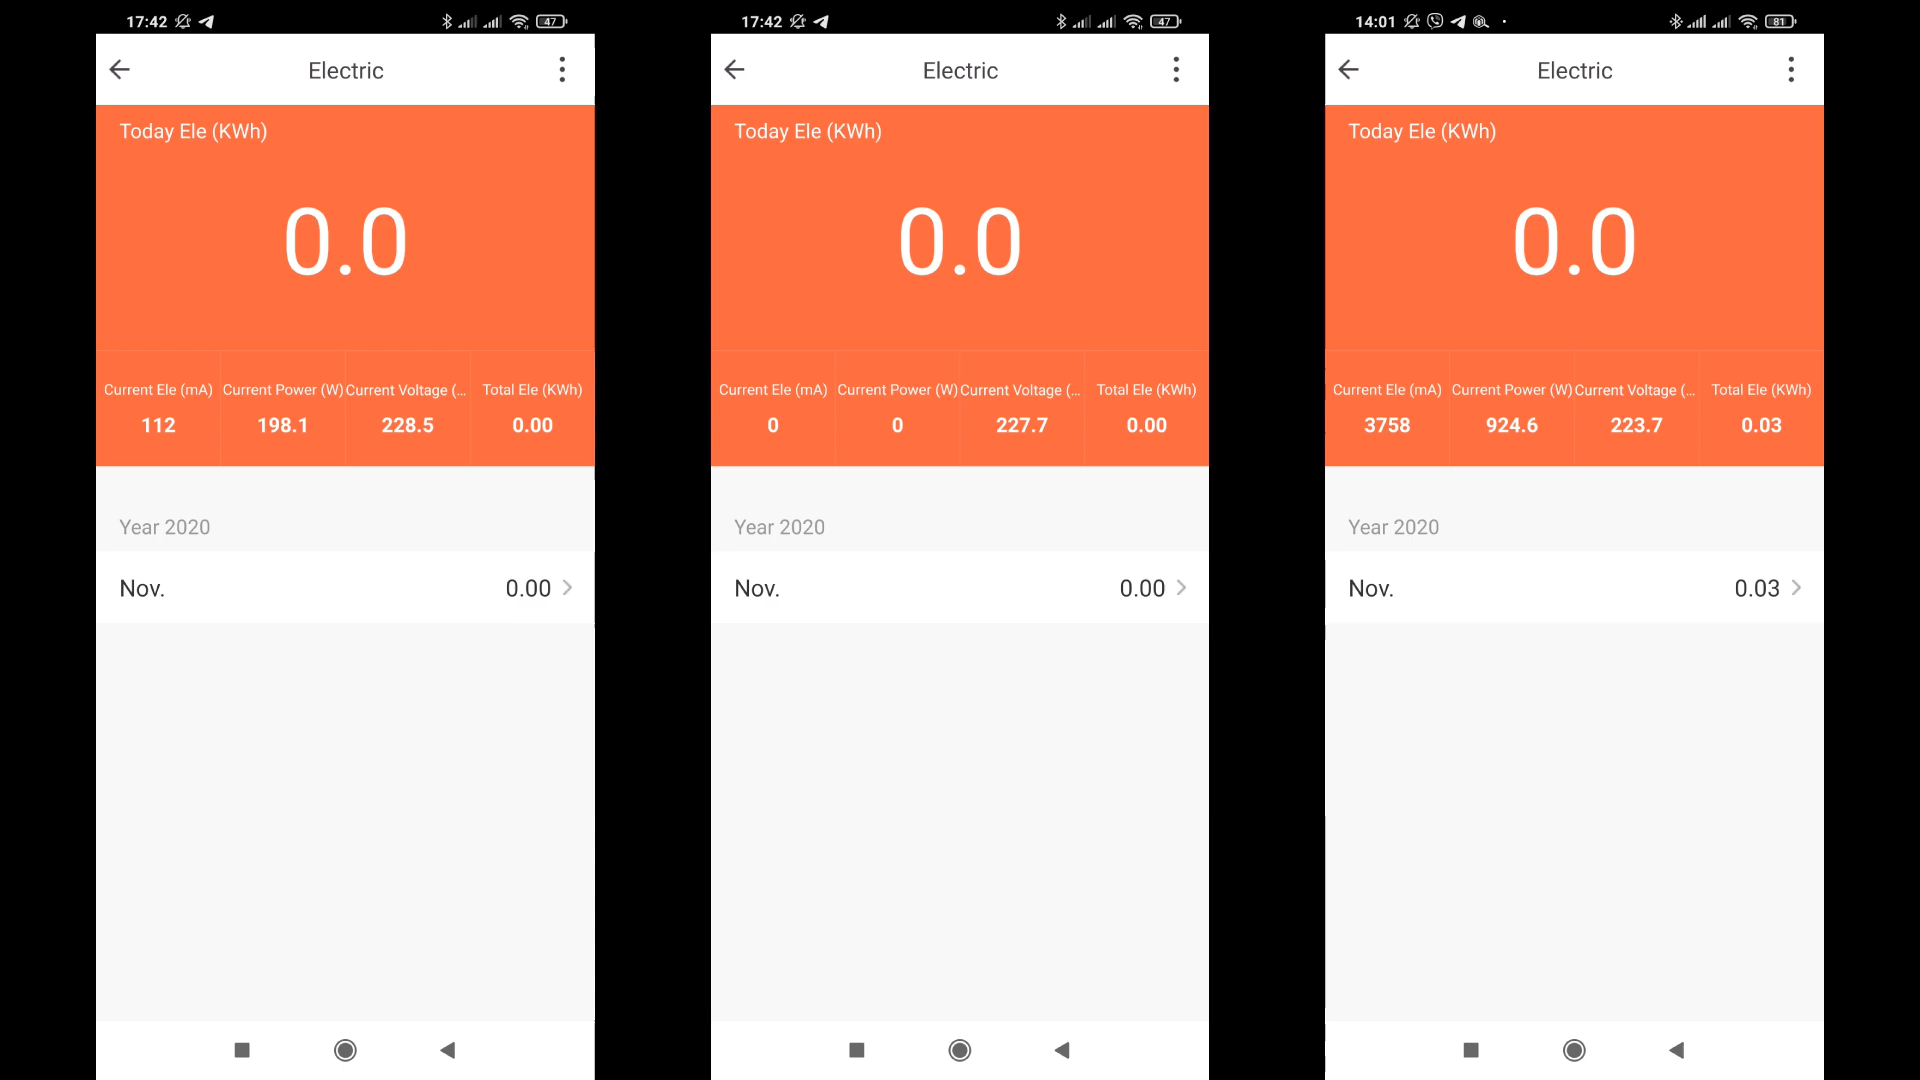 17:42
47
Electric
Today Ele (KWh)
0.0
Current Ele (mA) Current Power (W) Current Voltage (... Total Ele (KWh)
112 198.1 228.5 0.00
Year 2020
Nov. 0.00
17:42
47
Electric
Today Ele (KWh)
0.0
Current Ele (mA) Current Power (W) Current Voltage (... Total Ele (KWh)
0 0 227.7 0.00
Year 2020
Nov. 0.00
14:01
81
Electric
Today Ele (KWh)
0.0
Current Ele (mA) Current Power (W) Current Voltage (... Total Ele (KWh)
3758 924.6 223.7 0.03
Year 2020
Nov. 0.03